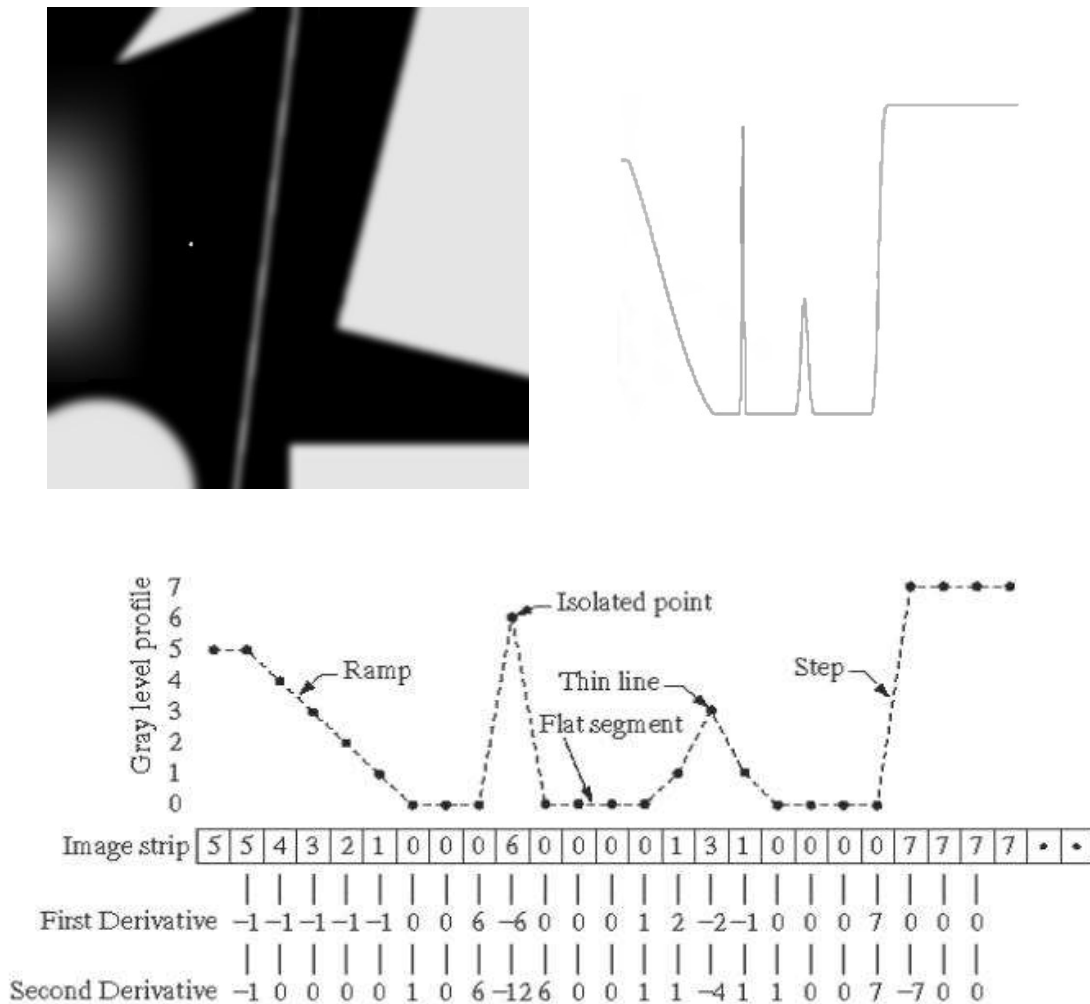 Gray level profile
7
6
5
4
3
2
1
0
Isolated point
Ramp
Thin line
Step
Flat segment
Image strip 5 5 4 3 2 1 0 0 0 6 0 0 0 0 1 3 1 0 0 0 0 7 7 7 7 • •
First Derivative −1 −1 −1 −1 −1 0 0 6 −6 0 0 0 1 2 −2 −1 0 0 0 7 0 0 0
Second Derivative −1 0 0 0 0 1 0 6 −12 6 0 0 1 1 −4 1 1 0 0 7 −7 0 0